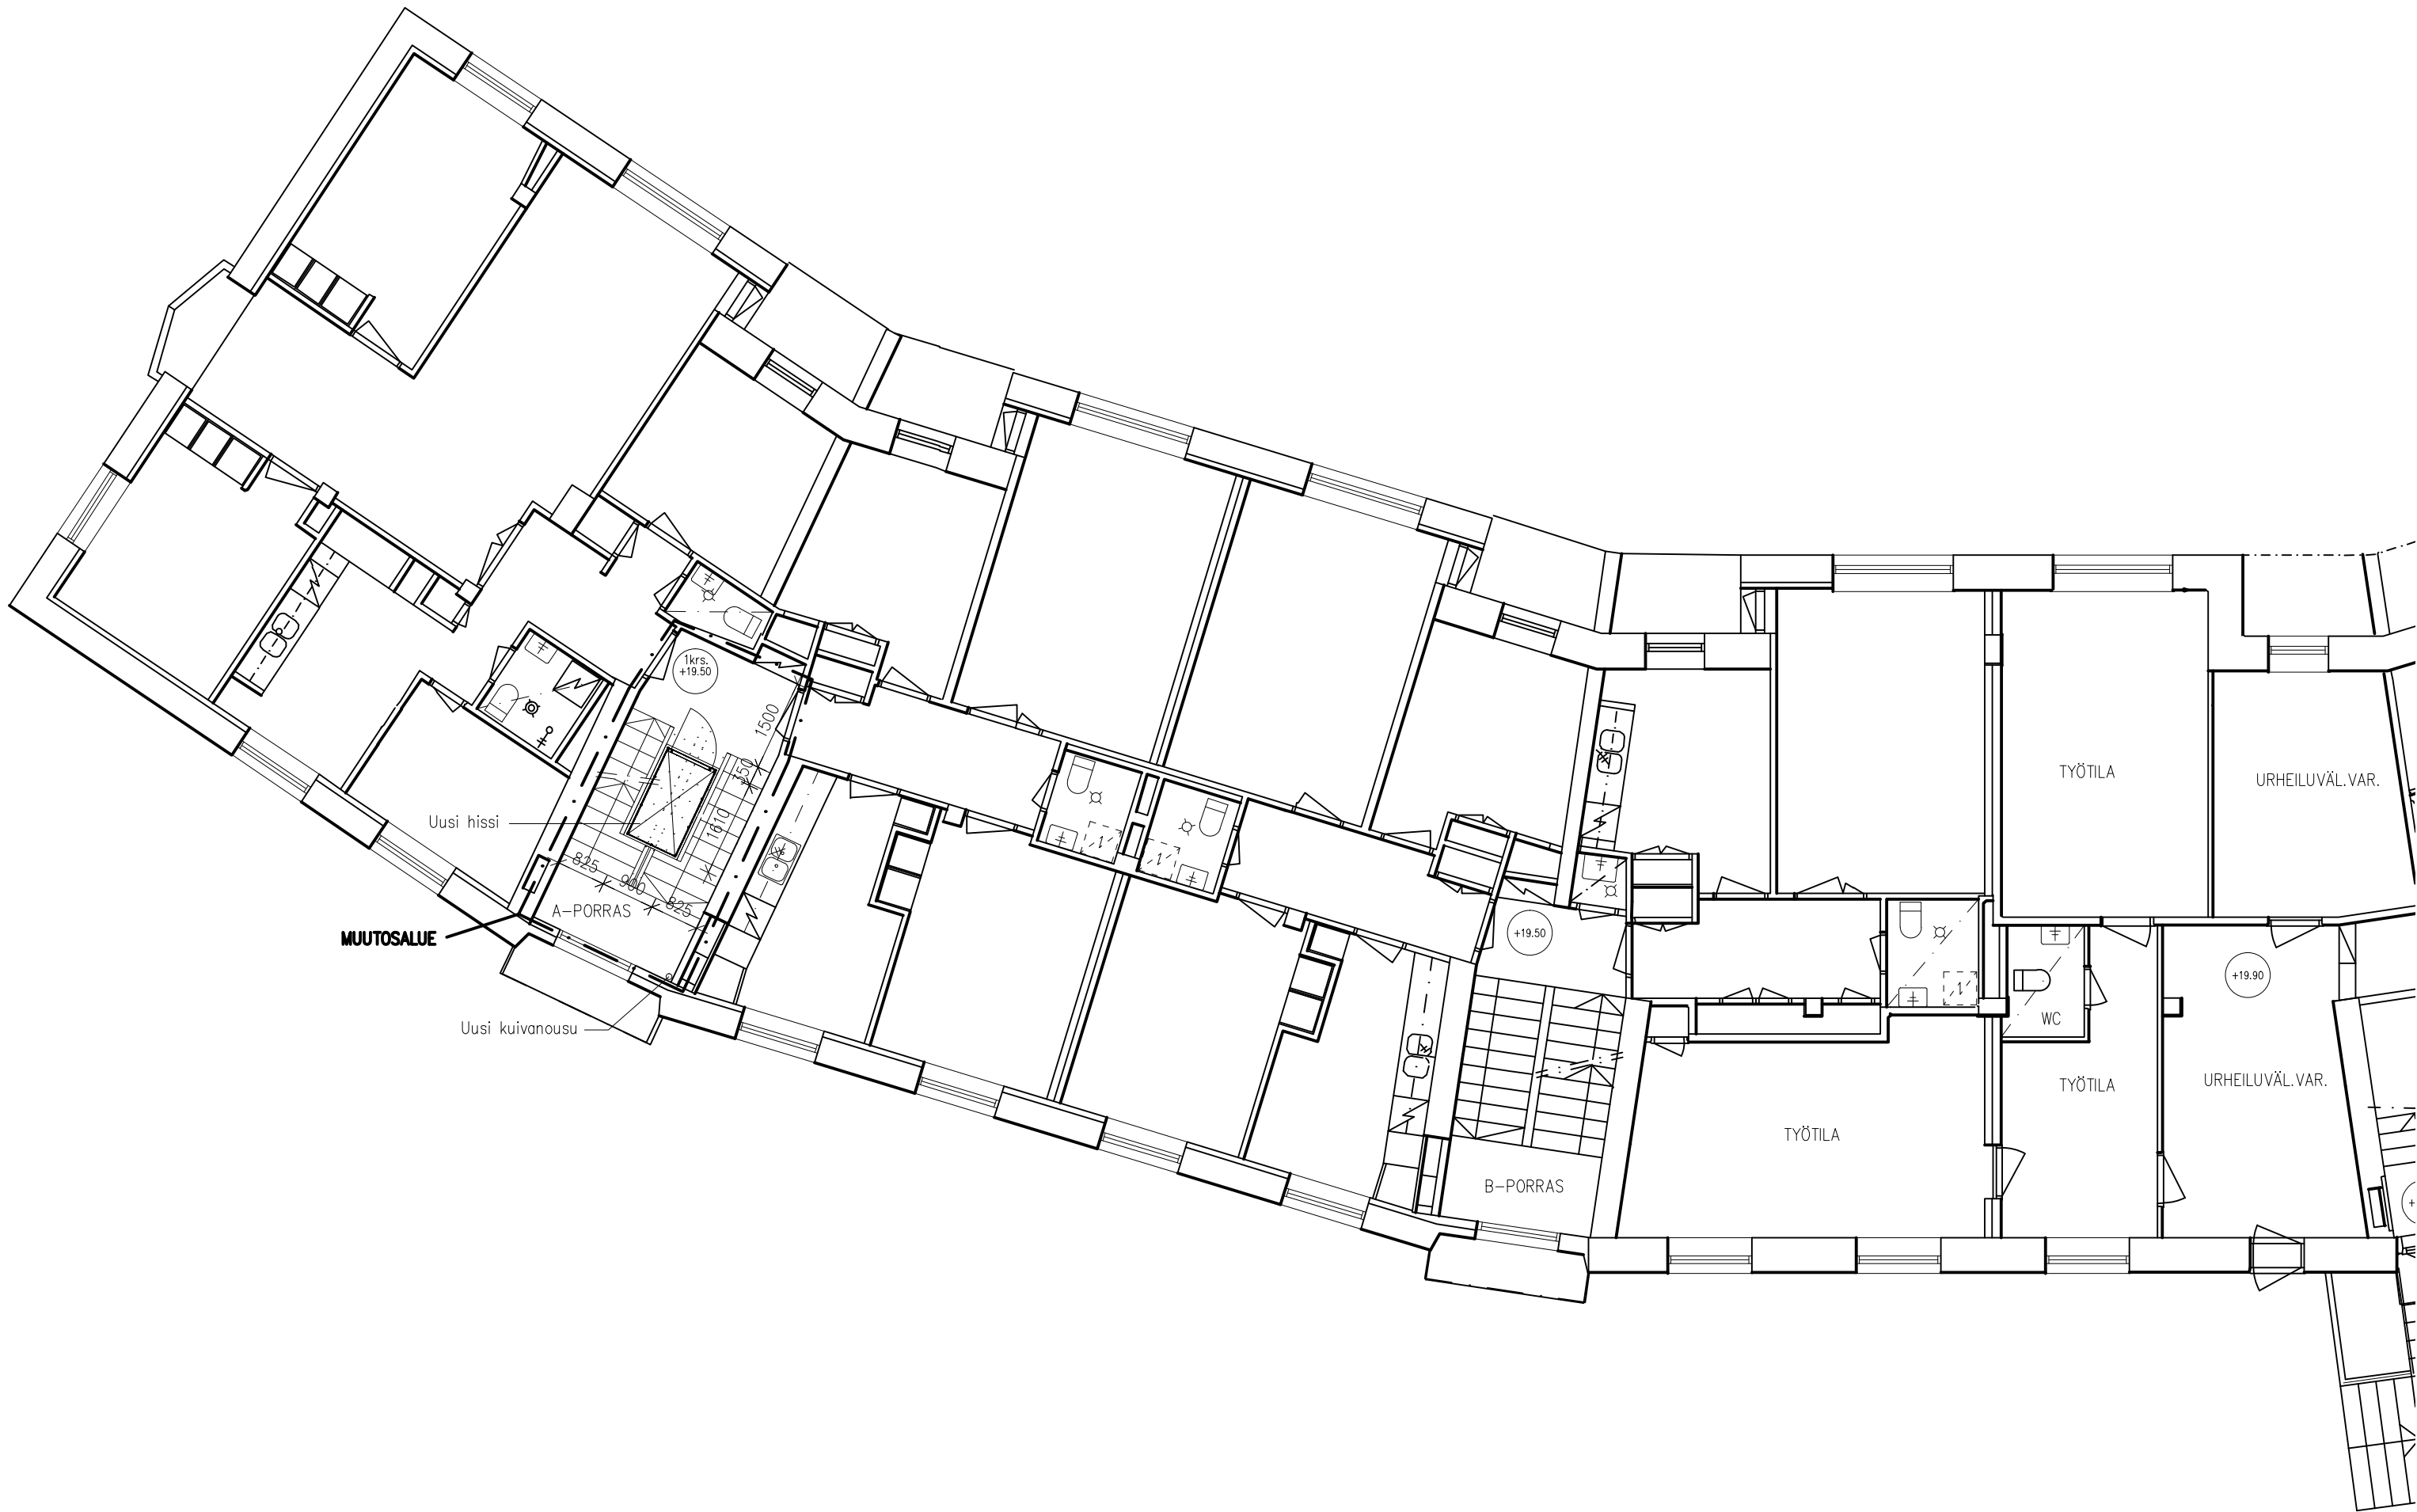 1krs.
+19.50
1500
350
1610
Uusi hissi
825
900
825
A-PORRAS
MUUTOSALUE
Uusi kuivanousu
+19.50
B-PORRAS
TYÖTILA
URHEILUVÄL.VAR.
+19.90
WC
TYÖTILA
URHEILUVÄL.VAR.
TYÖTILA
+